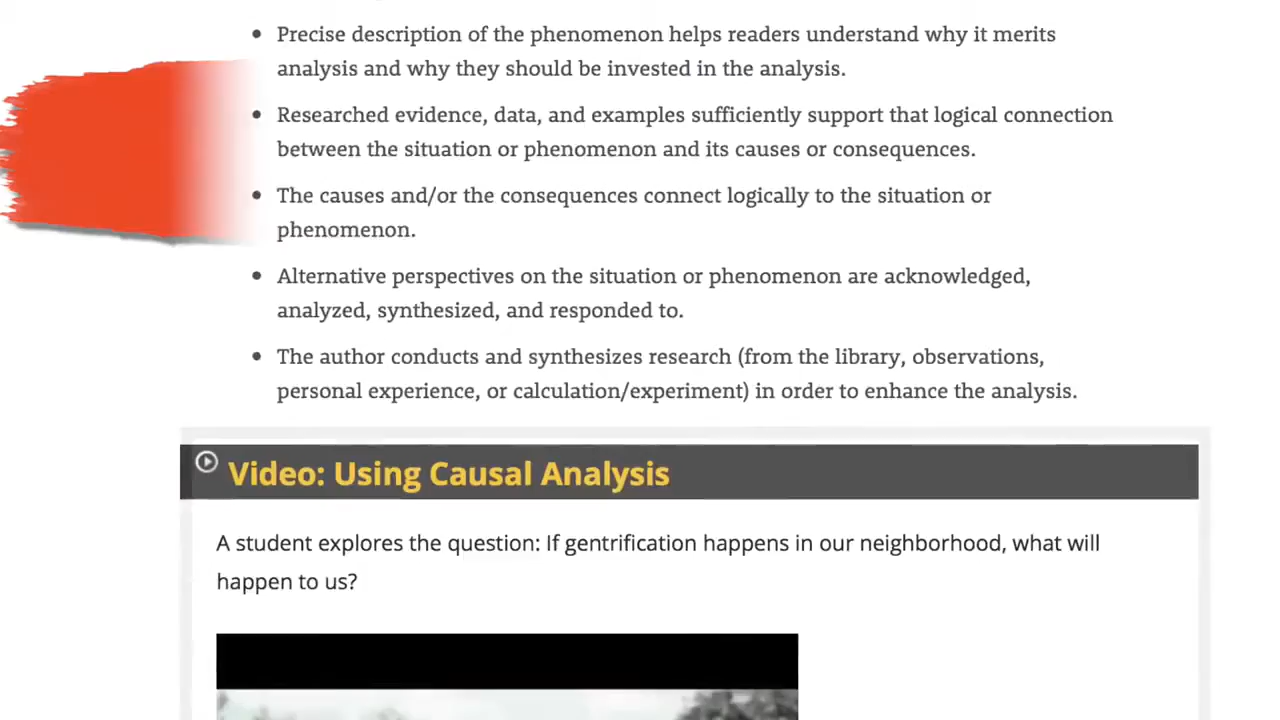 Precise description of the phenomenon helps readers understand why it merits
analysis and why they should be invested in the analysis.
Researched evidence, data, and examples sufficiently support that logical connection
between the situation or phenomenon and its causes or consequences.
The causes and/or the consequences connect logically to the situation or
phenomenon.
Alternative perspectives on the situation or phenomenon are acknowledged,
analyzed, synthesized, and responded to.
The author conducts and synthesizes research (from the library, observations,
personal experience, or calculation/experiment) in order to enhance the analysis.
Video: Using Causal Analysis
A student explores the question: If gentrification happens in our neighborhood, what will
happen to us?